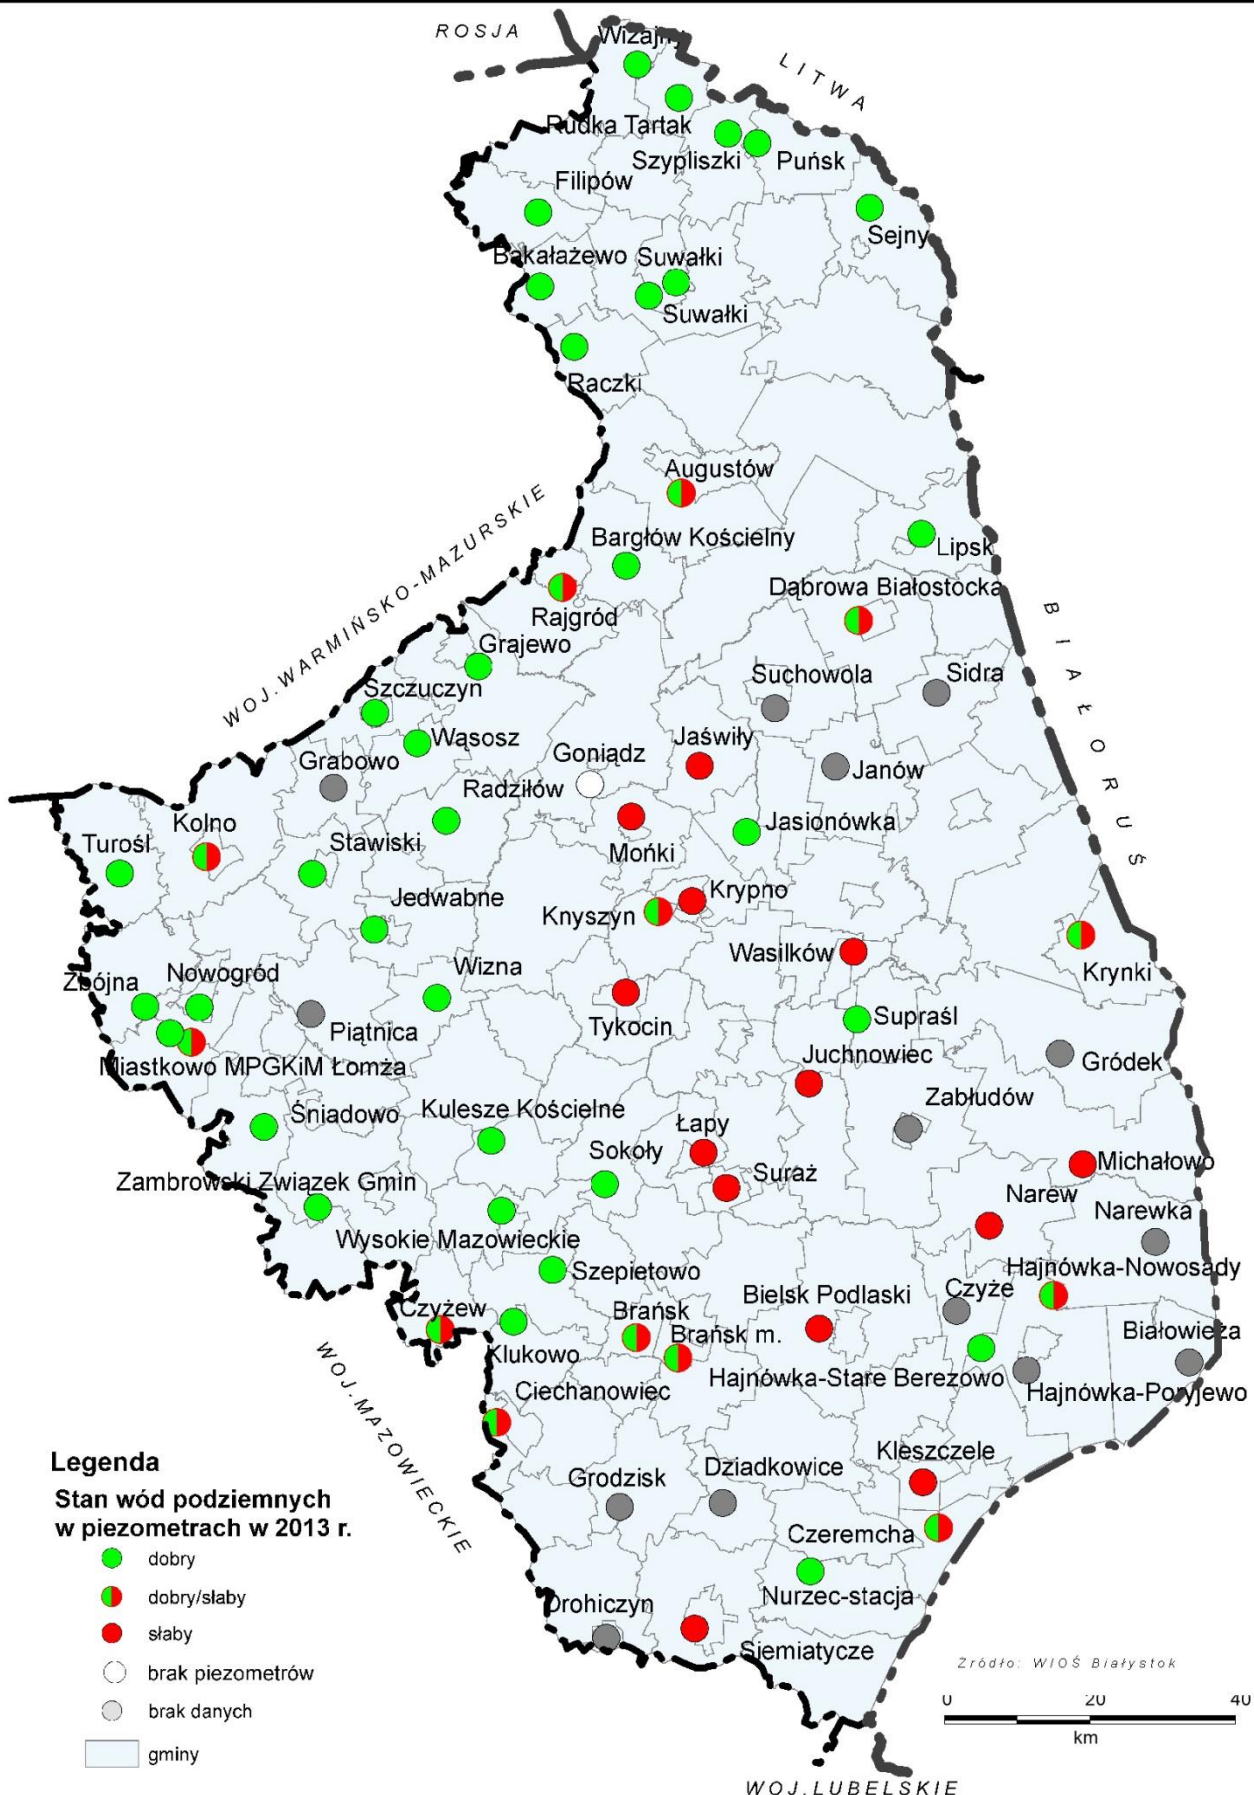 ROSJA
Wizajny
LITWA
Rudka Tartak
Szypliszki
Puńsk
Filipów
Sejny
Bakałażewo
Suwałki
Suwałki
Raczki
Augustów
WOJ.WARMIŃSKO-MAZURSKIE
Bargłów Kościelny
Lipsk
Dąbrowa Białostocka
Rajgród
BIAŁORUŚ
Grajewo
Suchowola
Sidra
Szczuczyn
Wąsosz
Goniądz
Jaświły
Grabowo
Janów
Radziłów
Kolno
Turośl
Stawiski
Jasionówka
Mońki
Jedwabne
Krypno
Knyszyn
Wasilków
Krynki
Zbójna
Nowogród
Wizna
Piątnica
Tykocin
Supraśl
Juchnowiec
Gródek
Miastkowo MPGKiM Łomża
Śniadowo
Kulesze Kościelne
Zabłudów
Łapy
Sokoły
Suraż
Michałowo
Zambrowski Związek Gmin
Narew
Narewka
Wysokie Mazowieckie
Hajnówka-Nowosady
Szepietowo
Czyże
Bielsk Podlaski
Czyżew
Brańsk
Brańsk m.
Białowieża
Klukowo
Hajnówka-Stare Berezowo
Hajnówka-Poryjewo
Ciechanowiec
WOJ.MAZOWIECKIE
Kleszczele
Grodzisk
Dziadkowice
Czeremcha
Nurzec-stacja
Drohiczyn
Siemiatycze
Legenda
Stan wód podziemnych
w piezometrach w 2013 r.
dobry
dobry/słaby
słaby
brak piezometrów
brak danych
gminy
Źródło: WIOŚ Białystok
0 20 40
km
WOJ.LUBELSKIE